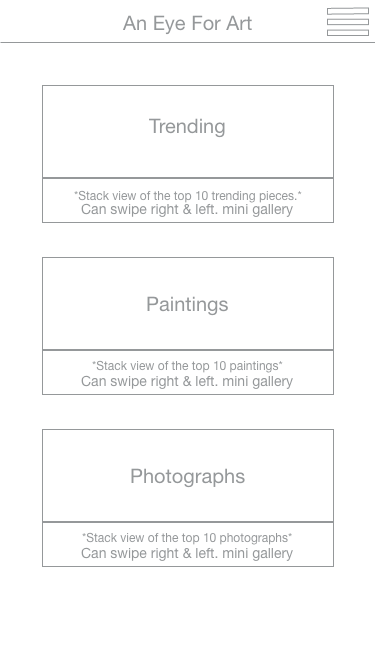 An Eye For Art
Trending
*Stack view of the top 10 trending pieces.*
Can swipe right & left. mini gallery
Paintings
*Stack view of the top 10 paintings*
Can swipe right & left. mini gallery
Photographs
*Stack view of the top 10 photographs*
Can swipe right & left. mini gallery